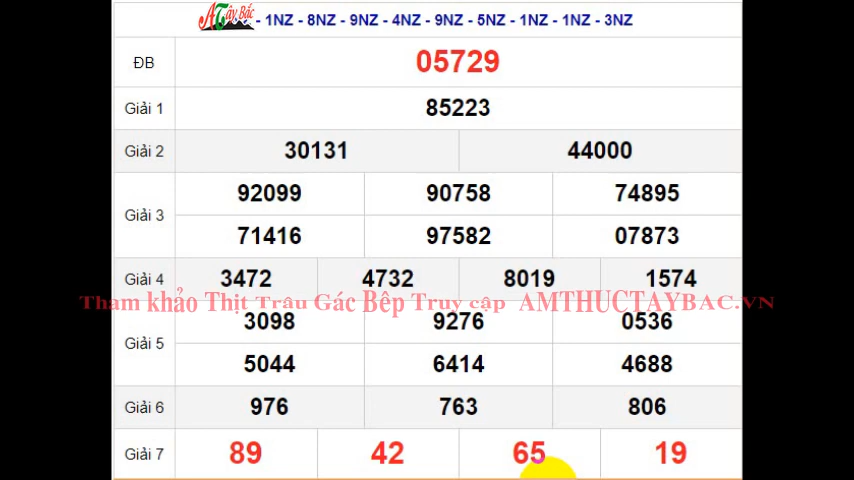 ATây Bắc - 1NZ - 8NZ - 9NZ - 4NZ - 9NZ - 5NZ - 1NZ - 1NZ - 3NZ
ĐB 05729
Giải 1 85223
Giải 2 30131 44000
Giải 3
92099 90758 74895
71416 97582 07873
Giải 4 3472 4732 8019 1574
Tham khảo Thịt Trâu Gác Bếp Truy cập AMTHUCTAYBAC.VN
Giải 5
3098 9276 0536
5044 6414 4688
Giải 6 976 763 806
Giải 7 89 42 65 19